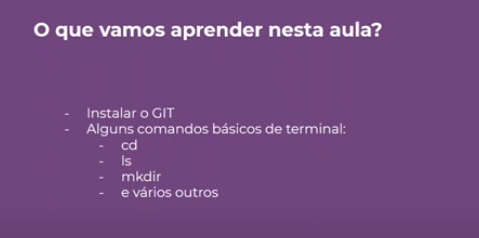 O que vamos aprender nesta aula?
- Instalar o GIT
- Alguns comandos básicos de terminal:
- cd
- ls
- mkdir
- e vários outros